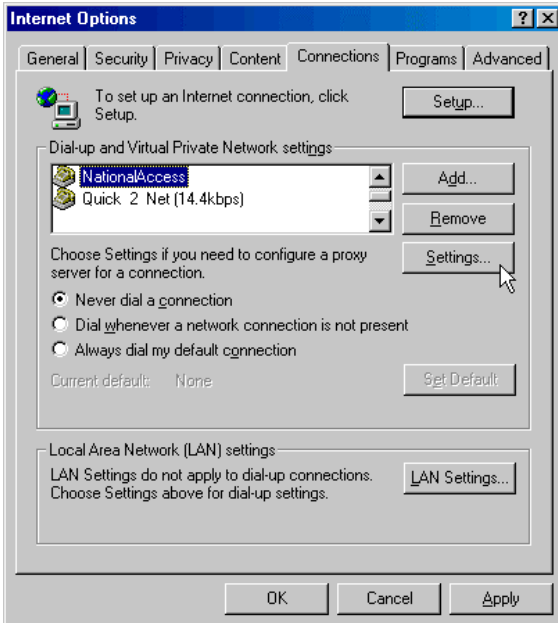 Internet Options
General Security Privacy Content Connections Programs Advanced
To set up an Internet connection, click
Setup.
Setup...
Dial-up and Virtual Private Network settings
NationalAccess
Quick 2 Net (14.4kbps)
Add...
Remove
Choose Settings if you need to configure a proxy
server for a connection.
Settings...
Never dial a connection
Dial whenever a network connection is not present
Always dial my default connection
Current default: None
Set Default
Local Area Network (LAN) settings
LAN Settings do not apply to dial-up connections.
Choose Settings above for dial-up settings.
LAN Settings...
OK Cancel Apply